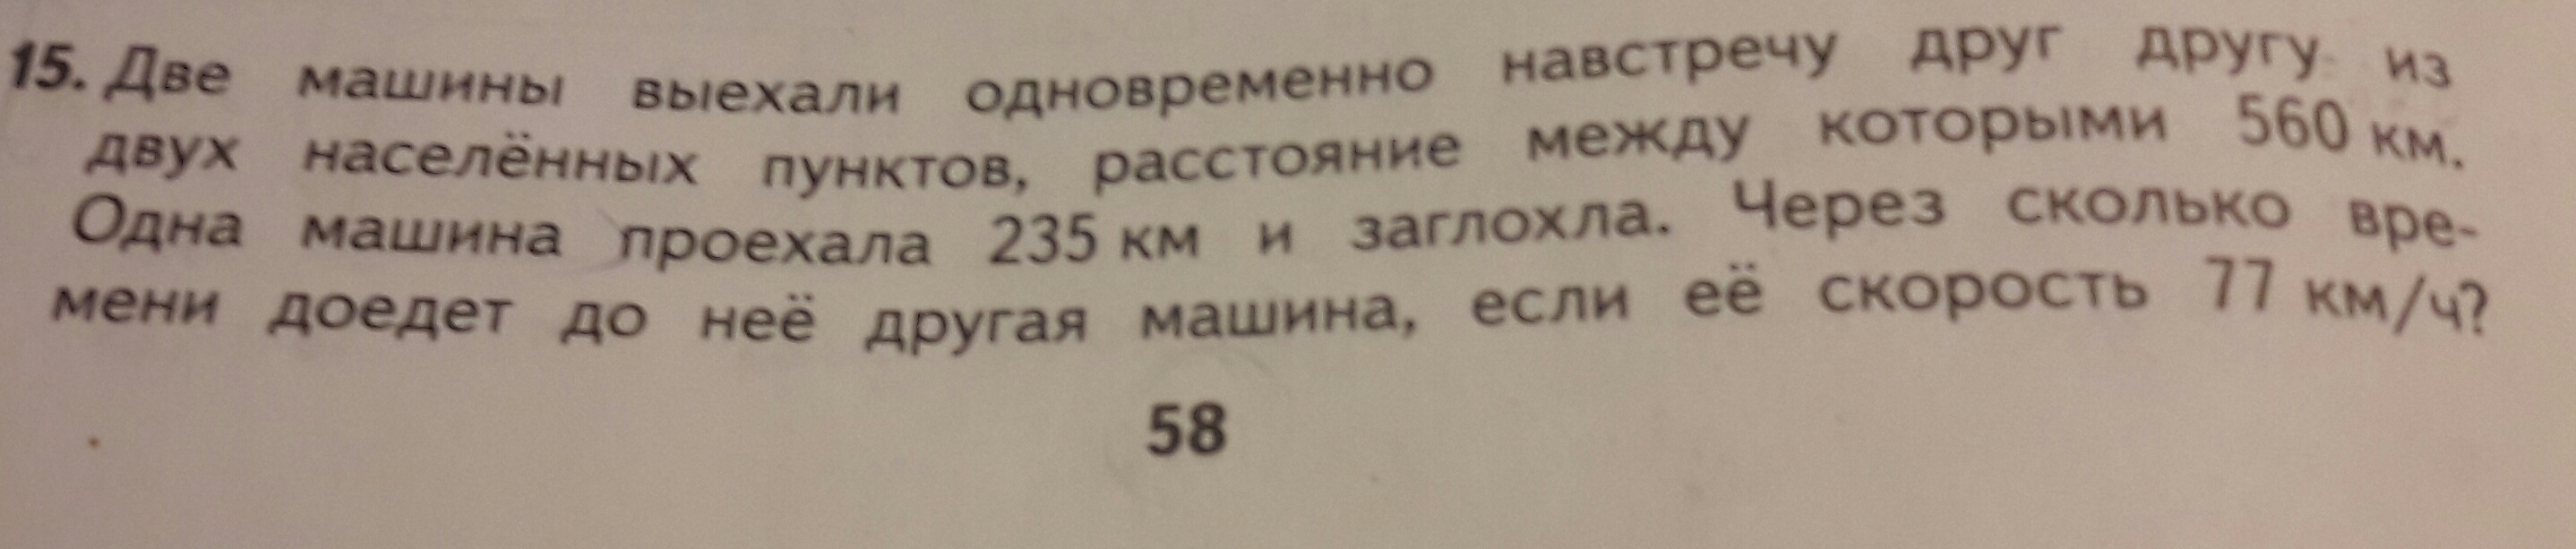 15. Две машины выехали одновременно навстречу друг другу из
двух населённых пунктов, расстояние между которыми 560 км.
Одна машина проехала 235 км и заглохла. Через сколько вре-
мени доедет до неё другая машина, если её скорость 77 км/ч?
58